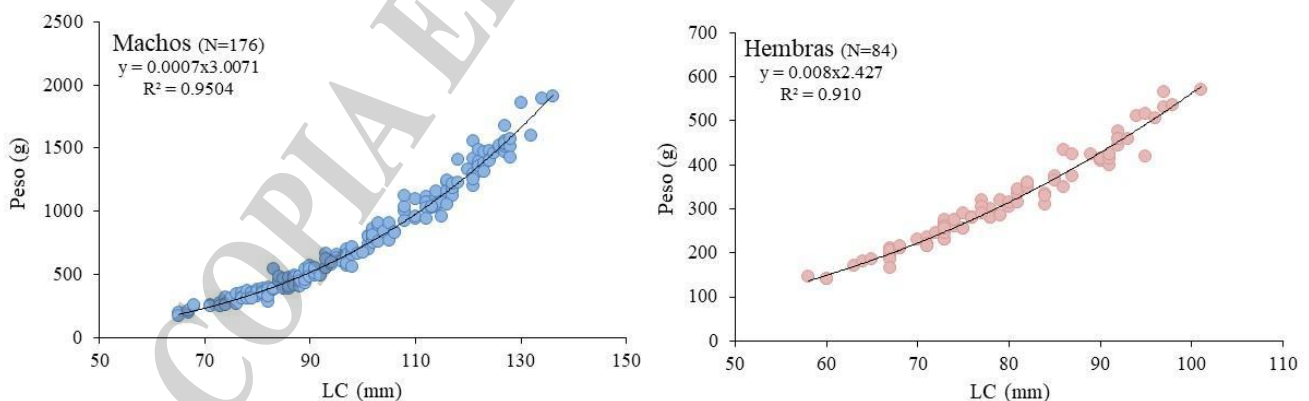 Machos (N=176)
y = 0.0007x3.0071
R² = 0.9504
Peso (g)
2500
2000
1500
1000
500
0
50
70
90
110
130
150
LC (mm)
Hembras (N=84)
y = 0.008x2.427
R² = 0.910
Peso (g)
700
600
500
400
300
200
100
0
50
60
70
80
90
100
110
LC (mm)
COPIA